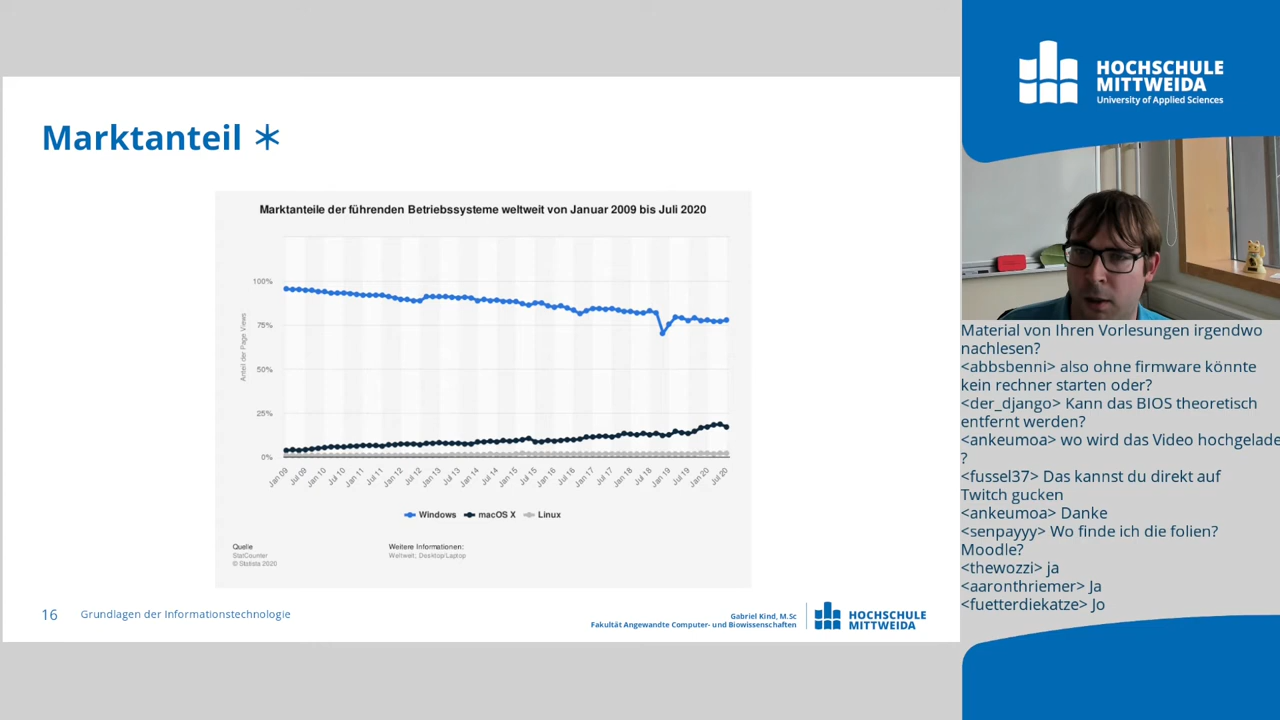 Marktanteil *
Marktanteile der führenden Betriebssysteme weltweit von Januar 2009 bis Juli 2020
Anteil der Page Views
100%
75%
50%
25%
0%
Jan 09
Jul 09
Jan 10
Jul 10
Jan 11
Jul 11
Jan 12
Jul 12
Jan 13
Jul 13
Jan 14
Jul 14
Jan 15
Jul 15
Jan 16
Jul 16
Jan 17
Jul 17
Jan 18
Jul 18
Jan 19
Jul 19
Jan 20
Jul 20
Windows macOS X Linux
Quelle
StatCounter
© Statista 2020
Weitere Informationen:
Weltweit, Desktop/Laptop
16 Grundlagen der Informationstechnologie
Gabriel Kind, M.Sc
Fakultät Angewandte Computer- und Biowissenschaften
HOCHSCHULE
MITTWEIDA
HOCHSCHULE
MITTWEIDA
University of Applied Sciences
Material von Ihren Vorlesungen irgendwo
nachlesen?
<abbsbenni> also ohne firmware könnte
kein rechner starten oder?
<der_django> Kann das BIOS theoretisch
entfernt werden?
<ankeumoa> wo wird das Video hochgelade
?
<fussel37> Das kannst du direkt auf
Twitch gucken
<ankeumoa> Danke
<senpayyy> Wo finde ich die folien?
Moodle?
<thewozzi> ja
<aaronthriemer> Ja
<fuetterdiekatze> Jo